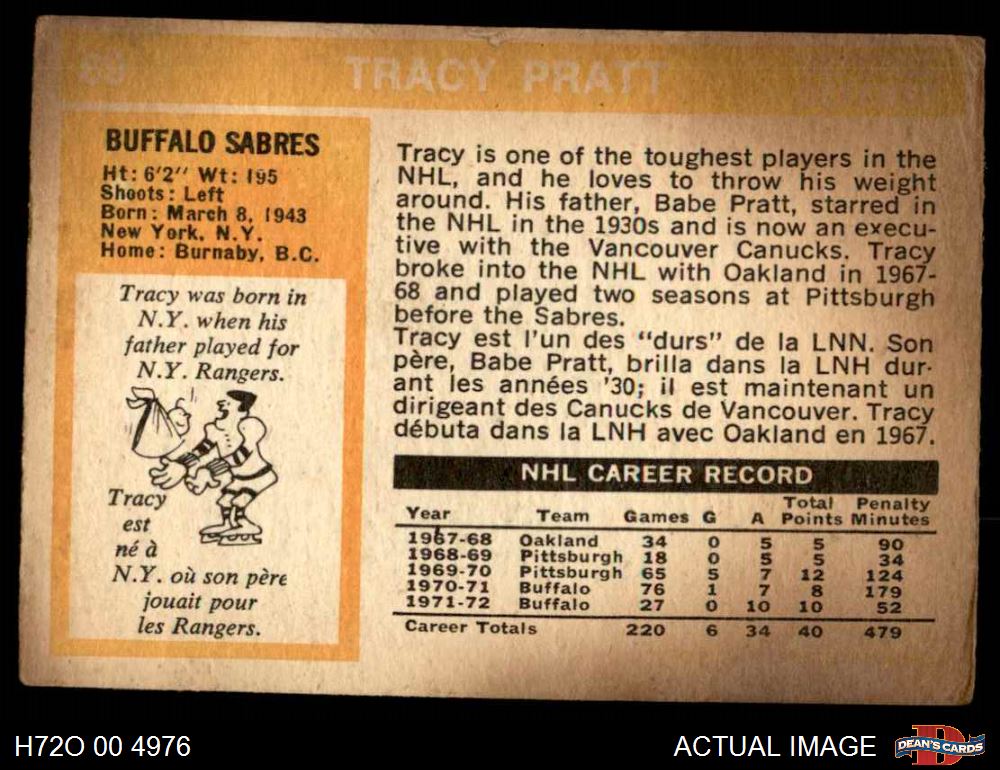 89 TRACY PRATT
DEFENSE
BUFFALO SABRES
Ht: 6'2" Wt: 195
Shoots: Left
Born: March 8, 1943
New York, N.Y.
Home: Burnaby, B.C.
Tracy was born in
N.Y. when his
father played for
N.Y. Rangers.
Tracy
est
né à
N.Y. où son père
jouait pour
les Rangers.
Tracy is one of the toughest players in the
NHL, and he loves to throw his weight
around. His father, Babe Pratt, starred in
the NHL in the 1930s and is now an execu-
tive with the Vancouver Canucks. Tracy
broke into the NHL with Oakland in 1967-
68 and played two seasons at Pittsburgh
before the Sabres.
Tracy est l'un des "durs" de la LNN. Son
père, Babe Pratt, brilla dans la LNH dur-
ant les années '30; il est maintenant un
dirigeant des Canucks de Vancouver. Tracy
débuta dans la LNH avec Oakland en 1967.
NHL CAREER RECORD
Year Team Games G A Total Points Penalty Minutes
1967-68 Oakland 34 0 5 5 90
1968-69 Pittsburgh 18 0 5 5 34
1969-70 Pittsburgh 65 5 7 12 124
1970-71 Buffalo 76 1 7 8 179
1971-72 Buffalo 27 0 10 10 52
Career Totals 220 6 34 40 479
H72O 00 4976
ACTUAL IMAGE
D
DEAN'S CARDS